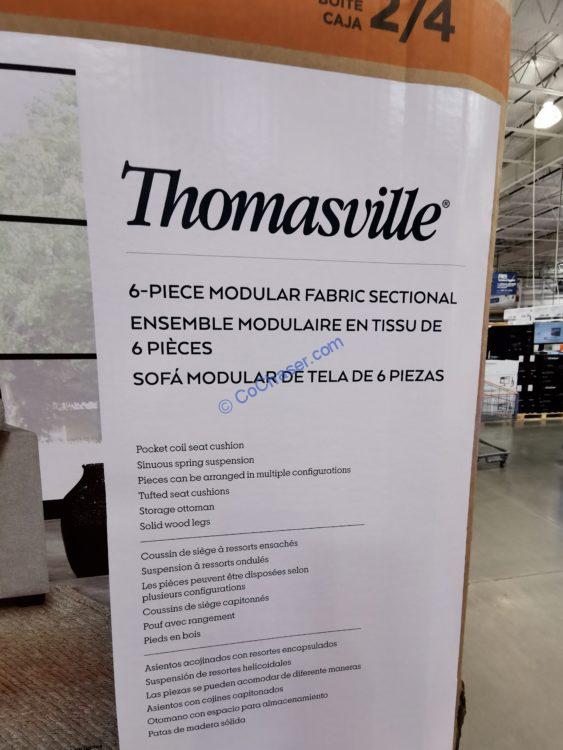 BOÎTE
CAJA 2/4
Thomasville®
6-PIECE MODULAR FABRIC SECTIONAL
ENSEMBLE MODULAIRE EN TISSU DE
6 PIÈCES
SOFÁ MODULAR DE TELA DE 6 PIEZAS
© CoChaser.com
Pocket coil seat cushion
Sinuous spring suspension
Pieces can be arranged in multiple configurations
Tufted seat cushions
Storage ottoman
Solid wood legs
Coussin de siège à ressorts ensachés
Suspension à ressorts ondulés
Les pièces peuvent être disposées selon
plusieurs configurations
Coussins de siège capitonnés
Pouf avec rangement
Pieds en bois
Asientos acojinados con resortes encapsulados
Suspensión de resortes helicoidales
Las piezas se pueden acomodar de diferente maneras
Asientos con cojines capitonados
Otomano con espacio para almacenamiento
Patas de madera sólida